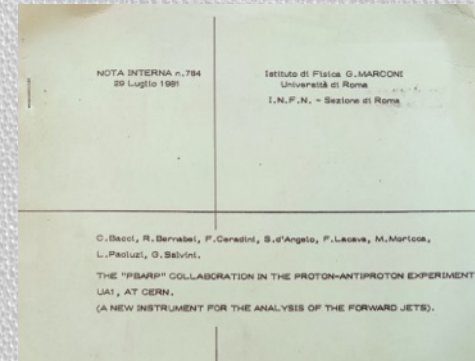 NOTA INTERNA n.784
29 Luglio 1981
Istituto di Fisica G.MARCONI
Università di Roma
I.N.F.N. - Sezione di Roma
C.Bacci, R.Bernabei, F.Ceradini, S.d'Angelo, F.Lacava, M.Moricca,
L.Paoluzi, G.Salvini.
THE "PBARP" COLLABORATION IN THE PROTON-ANTIPROTON EXPERIMENT
UA1, AT CERN.
(A NEW INSTRUMENT FOR THE ANALYSIS OF THE FORWARD JETS).